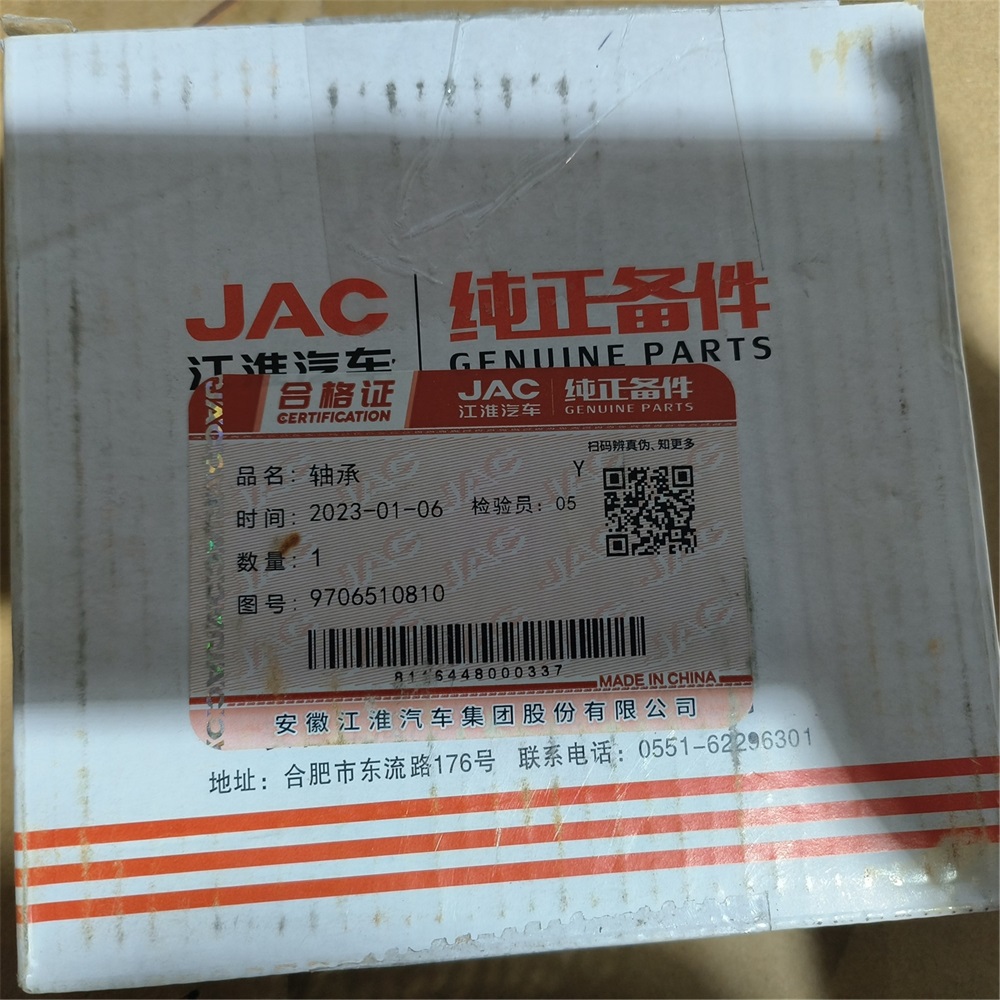 JAC 纯正备件
江淮汽车 GENUINE PARTS
合格证 JAC 纯正备件
CERTIFICATION 江淮汽车 GENUINE PARTS
扫码辨真伪、知更多
品名：轴承 Y
时间：2023-01-06 检验员：05
数量：1
图号：9706510810
8116448000337
MADE IN CHINA
安徽江淮汽车集团股份有限公司
地址：合肥市东流路176号 联系电话：0551-62296301